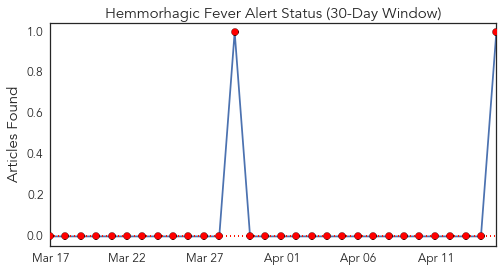 Hemmorhagic Fever Alert Status (30-Day Window)
Articles Found
1.0
0.8
0.6
0.4
0.2
0.0
Mar 17 Mar 22 Mar 27 Apr 01 Apr 06 Apr 11